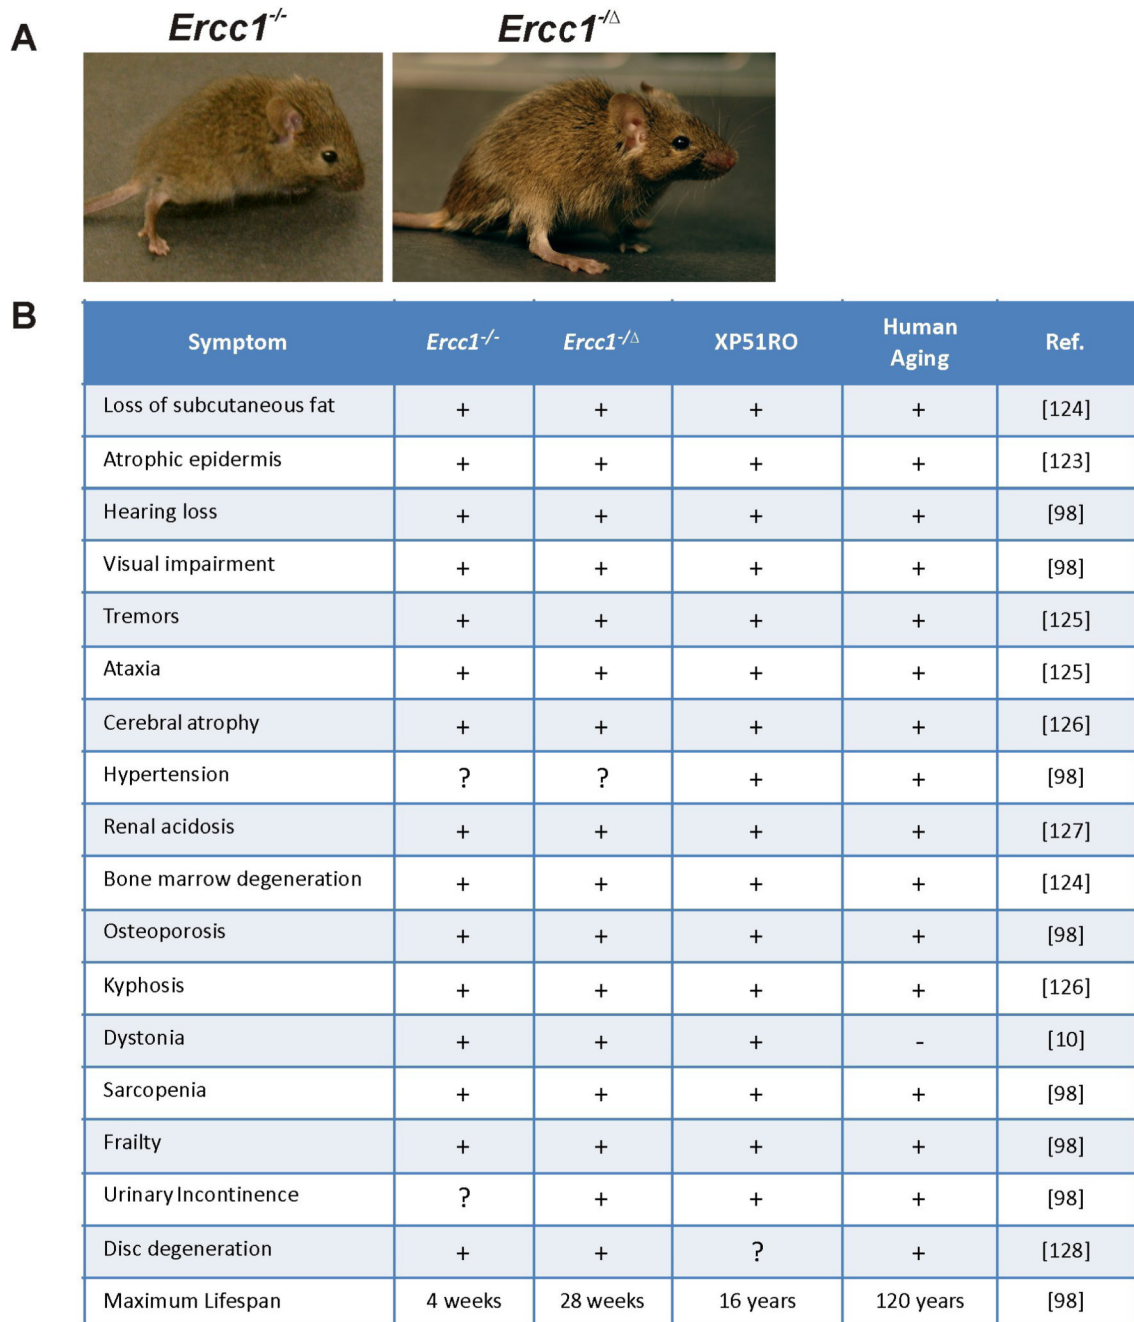 A
Ercc1-/-
Ercc1-/Δ
B
Symptom Ercc1-/- Ercc1-/Δ XP51RO Human Aging Ref.
Loss of subcutaneous fat + + + + [124]
Atrophic epidermis + + + + [123]
Hearing loss + + + + [98]
Visual impairment + + + + [98]
Tremors + + + + [125]
Ataxia + + + + [125]
Cerebral atrophy + + + + [126]
Hypertension ? ? + + [98]
Renal acidosis + + + + [127]
Bone marrow degeneration + + + + [124]
Osteoporosis + + + + [98]
Kyphosis + + + + [126]
Dystonia + + + - [10]
Sarcopenia + + + + [98]
Frailty + + + + [98]
Urinary Incontinence ? + + + [98]
Disc degeneration + + ? + [128]
Maximum Lifespan 4 weeks 28 weeks 16 years 120 years [98]